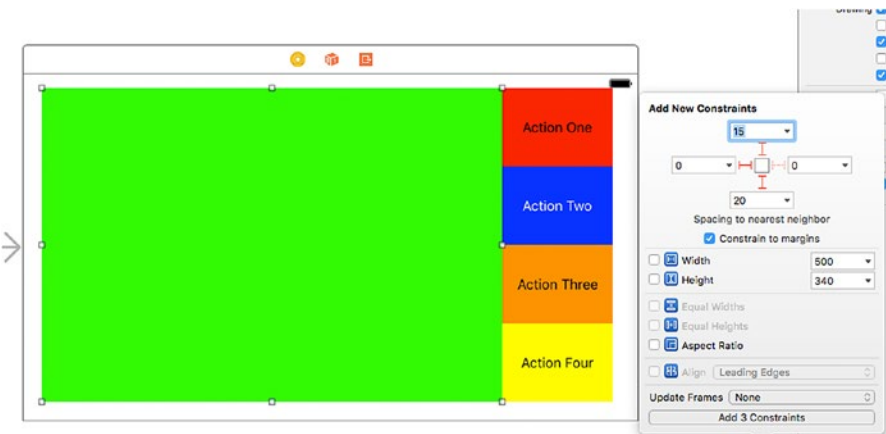 Drawing
Action One
Action Two
Action Three
Action Four
Add New Constraints
15
0
0
20
Spacing to nearest neighbor
Constrain to margins
Width 500
Height 340
Equal Widths
Equal Heights
Aspect Ratio
Align Leading Edges
Update Frames None
Add 3 Constraints